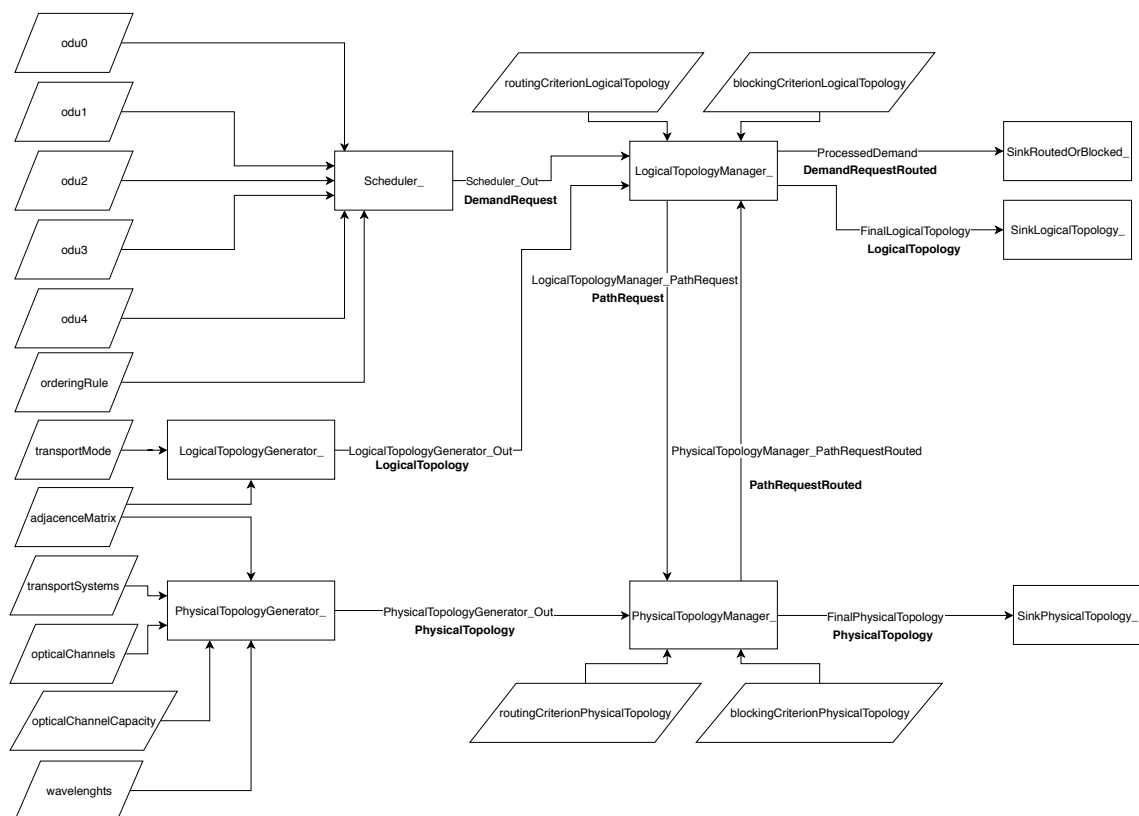 odu0
odu1
odu2
odu3
odu4
orderingRule
transportMode
adjacenceMatrix
transportSystems
opticalChannels
opticalChannelCapacity
wavelenghts
Scheduler_
Scheduler_Out
DemandRequest
LogicalTopologyGenerator_
LogicalTopologyGenerator_Out
LogicalTopology
PhysicalTopologyGenerator_
PhysicalTopologyGenerator_Out
PhysicalTopology
routingCriterionLogicalTopology
blockingCriterionLogicalTopology
LogicalTopologyManager_
LogicalTopologyManager_PathRequest
PathRequest
PhysicalTopologyManager_PathRequestRouted
PathRequestRouted
PhysicalTopologyManager_
routingCriterionPhysicalTopology
blockingCriterionPhysicalTopology
ProcessedDemand
DemandRequestRouted
SinkRoutedOrBlocked_
FinalLogicalTopology
LogicalTopology
SinkLogicalTopology_
FinalPhysicalTopology
PhysicalTopology
SinkPhysicalTopology_